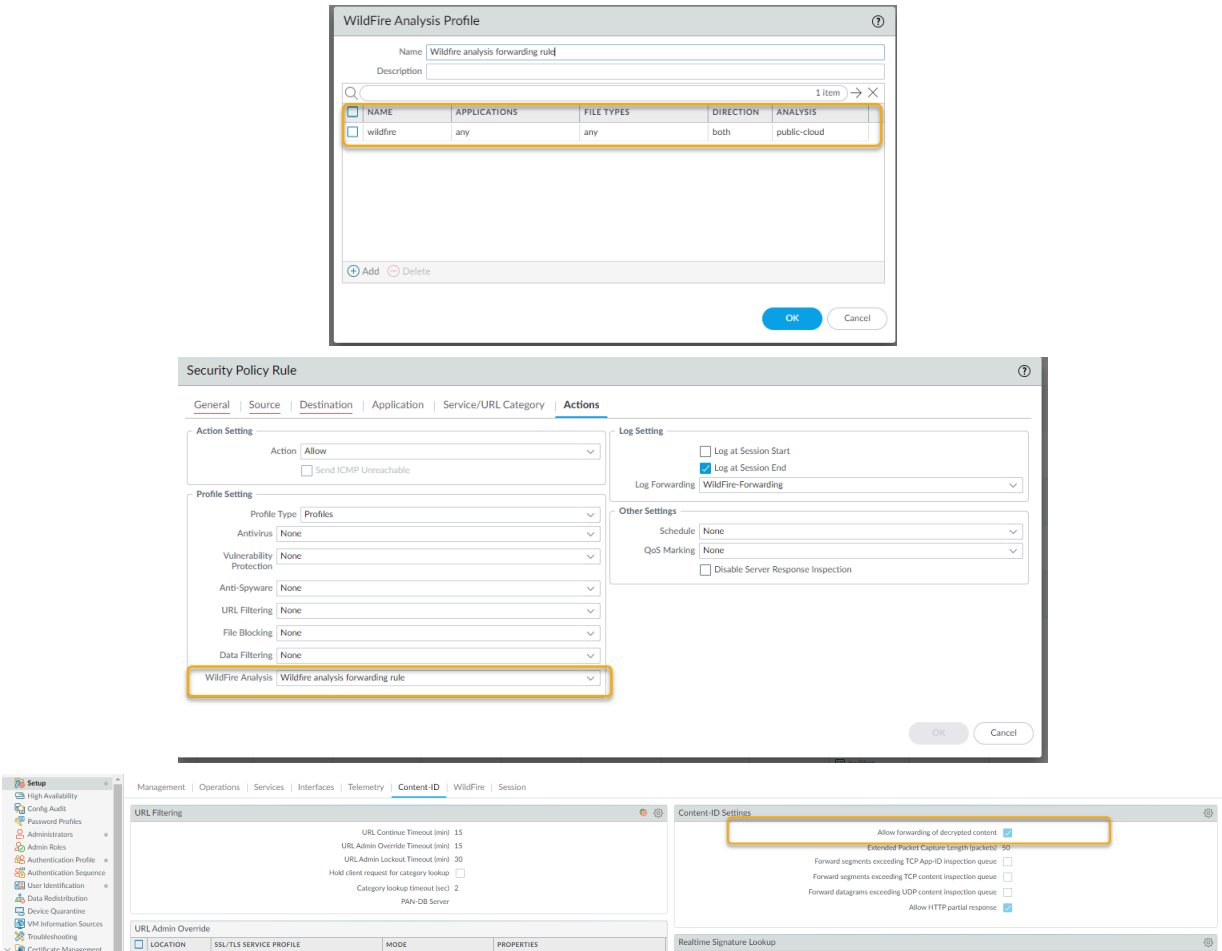 WildFire Analysis Profile
Name Wildfire analysis forwarding rule
Description
1 item
NAME APPLICATIONS FILE TYPES DIRECTION ANALYSIS
wildfire any any both public-cloud
Add Delete
OK Cancel
Security Policy Rule
General Source Destination Application Service/URL Category Actions
Action Setting
Action Allow
Send ICMP Unreachable
Profile Setting
Profile Type Profiles
Antivirus None
Vulnerability Protection None
Anti-Spyware None
URL Filtering None
File Blocking None
Data Filtering None
WildFire Analysis Wildfire analysis forwarding rule
Log Setting
Log at Session Start
Log at Session End
Log Forwarding WildFire-Forwarding
Other Settings
Schedule None
QoS Marking None
Disable Server Response Inspection
OK Cancel
Setup
High Availability
Config Audit
Password Profiles
Administrators
Admin Roles
Authentication Profile
Authentication Sequence
User Identification
Data Redistribution
Device Quarantine
VM Information Sources
Troubleshooting
Certificate Management
Management Operations Services Interfaces Telemetry Content-ID WildFire Session
URL Filtering
URL Continue Timeout (min) 15
URL Admin Override Timeout (min) 15
URL Admin Lockout Timeout (min) 30
Hold client request for category lookup
Category lookup timeout (sec) 2
PAN-DB Server
URL Admin Override
LOCATION SSL/TLS SERVICE PROFILE MODE PROPERTIES
Content-ID Settings
Allow forwarding of decrypted content
Extended Packet Capture Length (packets) 50
Forward segments exceeding TCP App-ID inspection queue
Forward segments exceeding TCP content inspection queue
Forward datagrams exceeding UDP content inspection queue
Allow HTTP partial response
Realtime Signature Lookup